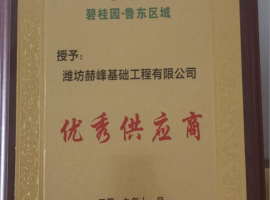 碧桂园·鲁东区域
授予：
潍坊赫峰基础工程有限公司
优秀供应商